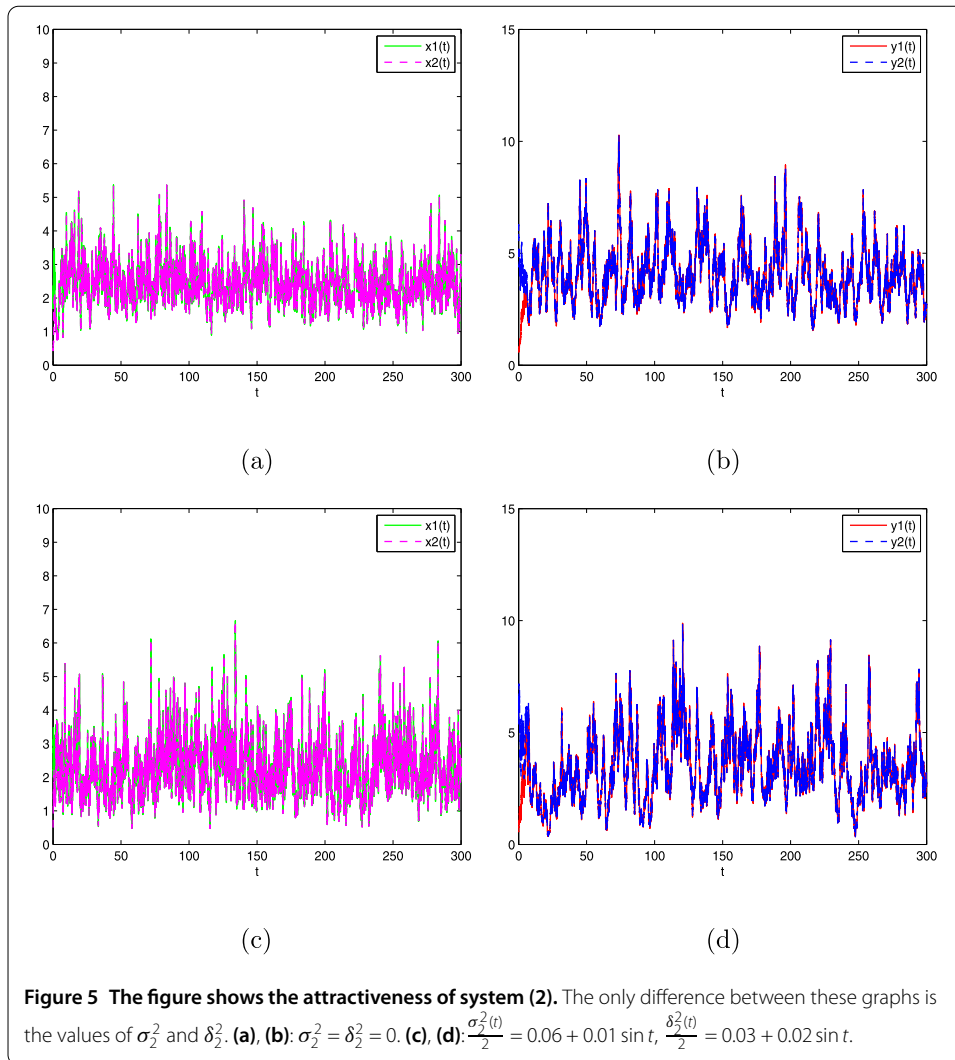 10
9
8
7
6
5
4
3
2
1
0
0 50 100 150 200 250 300
t
x1(t)
x2(t)
(a)
15
10
5
0
0 50 100 150 200 250 300
t
y1(t)
y2(t)
(b)
10
9
8
7
6
5
4
3
2
1
0
0 50 100 150 200 250 300
t
x1(t)
x2(t)
(c)
15
10
5
0
0 50 100 150 200 250 300
t
y1(t)
y2(t)
(d)
Figure 5 The figure shows the attractiveness of system (2). The only difference between these graphs is
the values of σ₂² and δ₂². (a), (b): σ₂² = δ₂² = 0. (c), (d): σ₂²(t)/2 = 0.06 + 0.01 sin t, δ₂²(t)/2 = 0.03 + 0.02 sin t.